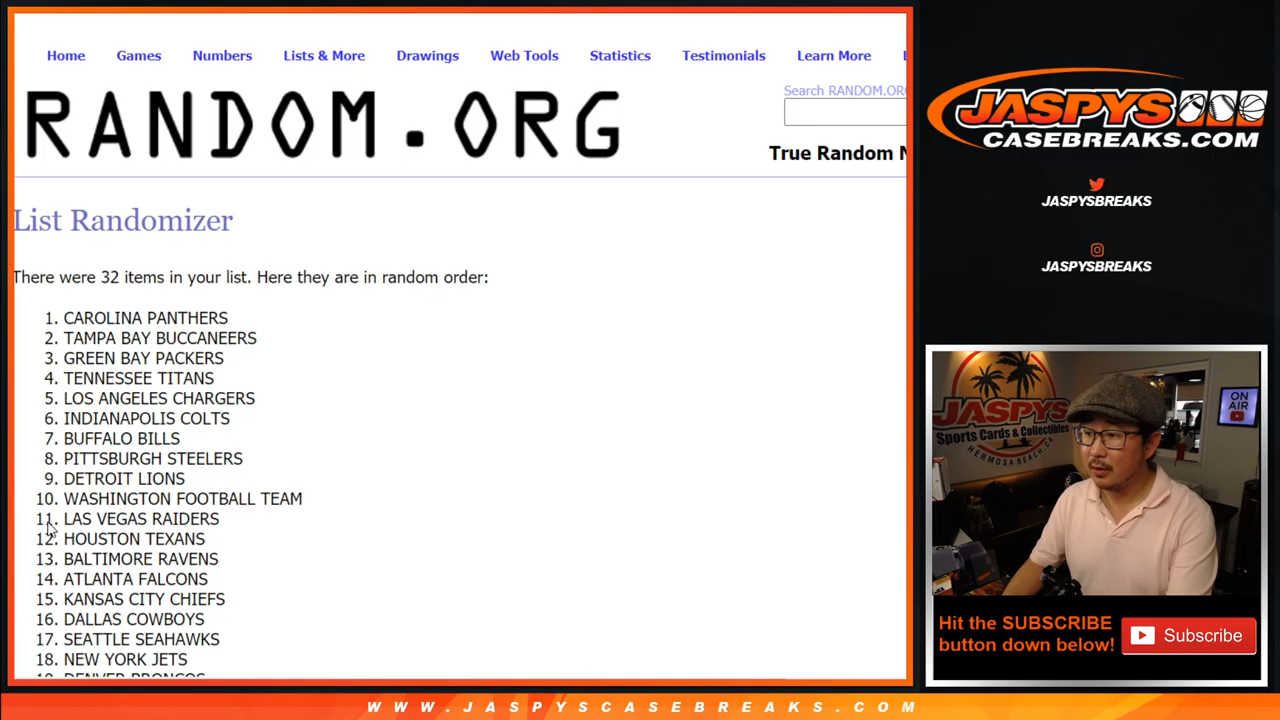 Home Games Numbers Lists & More Drawings Web Tools Statistics Testimonials Learn More
RANDOM.ORG
Search RANDOM.ORG
True Random N
List Randomizer
There were 32 items in your list. Here they are in random order:
1. CAROLINA PANTHERS
2. TAMPA BAY BUCCANEERS
3. GREEN BAY PACKERS
4. TENNESSEE TITANS
5. LOS ANGELES CHARGERS
6. INDIANAPOLIS COLTS
7. BUFFALO BILLS
8. PITTSBURGH STEELERS
9. DETROIT LIONS
10. WASHINGTON FOOTBALL TEAM
11. LAS VEGAS RAIDERS
12. HOUSTON TEXANS
13. BALTIMORE RAVENS
14. ATLANTA FALCONS
15. KANSAS CITY CHIEFS
16. DALLAS COWBOYS
17. SEATTLE SEAHAWKS
18. NEW YORK JETS
19. DENVER BRONCOS
JASPYS
CASEBREAKS.COM
JASPYSBREAKS
JASPYSBREAKS
JASPYS
Sports Cards & Collectibles
HERMOSA BEACH, CA
ON
AIR
Hit the SUBSCRIBE
button down below!
Subscribe
WWW.JASPYSCASEBREAKS.COM